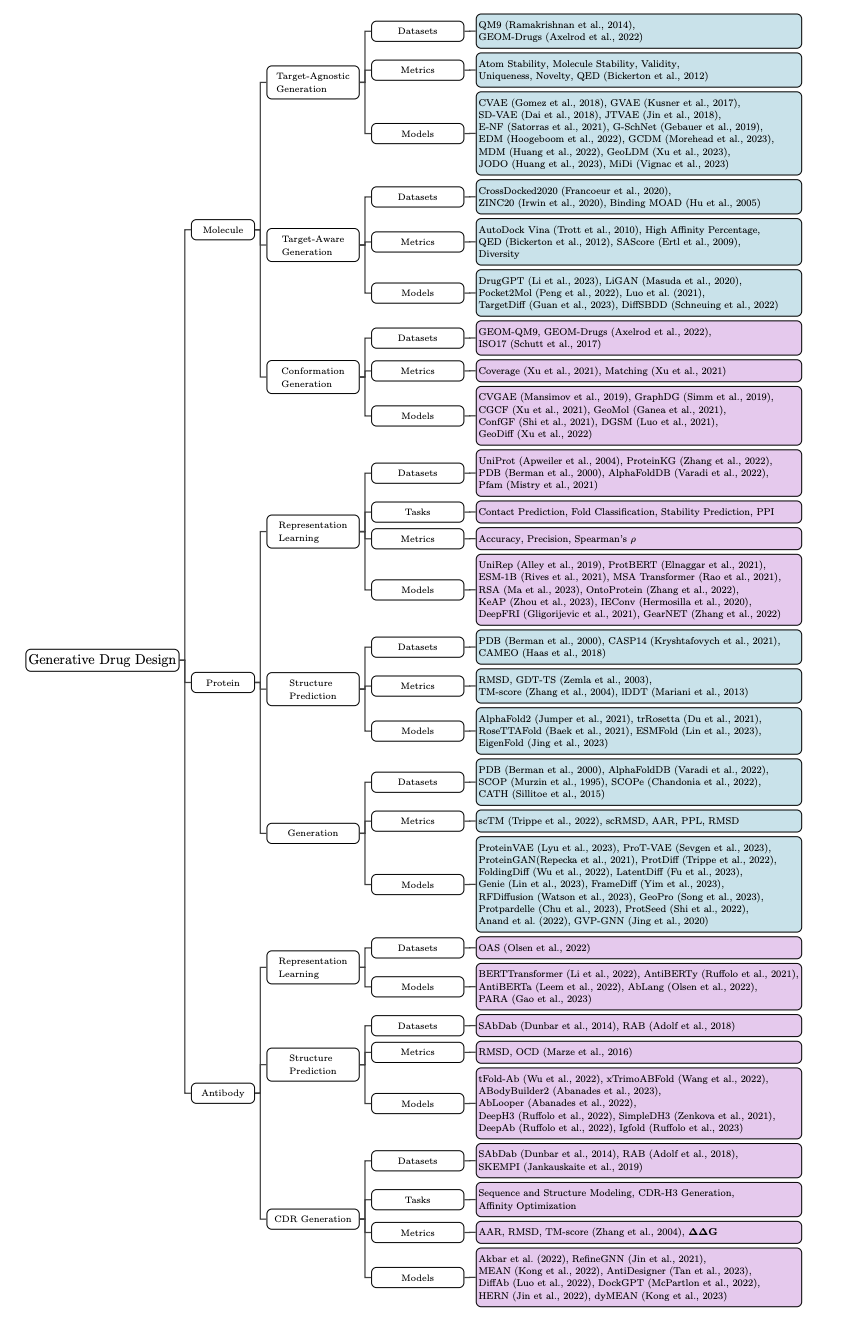 Generative Drug Design
Molecule
Target-Agnostic
Generation
Datasets
QM9 (Ramakrishnan et al., 2014),
GEOM-Drugs (Axelrod et al., 2022)
Metrics
Atom Stability, Molecule Stability, Validity,
Uniqueness, Novelty, QED (Bickerton et al., 2012)
Models
CVAE (Gomez et al., 2018), GVAE (Kusner et al., 2017),
SD-VAE (Dai et al., 2018), JTVAE (Jin et al., 2018),
E-NF (Satorras et al., 2021), G-SchNet (Gebauer et al., 2019),
EDM (Hoogeboom et al., 2022), GCDM (Morehead et al., 2023),
MDM (Huang et al., 2022), GeoLDM (Xu et al., 2023),
JODO (Huang et al., 2023), MiDi (Vignac et al., 2023)
Target-Aware
Generation
Datasets
CrossDocked2020 (Francoeur et al., 2020),
ZINC20 (Irwin et al., 2020), Binding MOAD (Hu et al., 2005)
Metrics
AutoDock Vina (Trott et al., 2010), High Affinity Percentage,
QED (Bickerton et al., 2012), SAScore (Ertl et al., 2009),
Diversity
Models
DrugGPT (Li et al., 2023), LiGAN (Masuda et al., 2020),
Pocket2Mol (Peng et al., 2022), Luo et al. (2021),
TargetDiff (Guan et al., 2023), DiffSBDD (Schneuing et al., 2022)
Conformation
Generation
Datasets
GEOM-QM9, GEOM-Drugs (Axelrod et al., 2022),
ISO17 (Schutt et al., 2017)
Metrics
Coverage (Xu et al., 2021), Matching (Xu et al., 2021)
Models
CVGAE (Mansimov et al., 2019), GraphDG (Simm et al., 2019),
CGCF (Xu et al., 2021), GeoMol (Ganea et al., 2021),
ConfGF (Shi et al., 2021), DGSM (Luo et al., 2021),
GeoDiff (Xu et al., 2022)
Protein
Representation
Learning
Datasets
UniProt (Apweiler et al., 2004), ProteinKG (Zhang et al., 2022),
PDB (Berman et al., 2000), AlphaFoldDB (Varadi et al., 2022),
Pfam (Mistry et al., 2021)
Tasks
Contact Prediction, Fold Classification, Stability Prediction, PPI
Metrics
Accuracy, Precision, Spearman's ρ
Models
UniRep (Alley et al., 2019), ProtBERT (Elnaggar et al., 2021),
ESM-1B (Rives et al., 2021), MSA Transformer (Rao et al., 2021),
RSA (Ma et al., 2023), OntoProtein (Zhang et al., 2022),
KeAP (Zhou et al., 2023), IEConv (Hermosilla et al., 2020),
DeepFRI (Gligorijevic et al., 2021), GearNET (Zhang et al., 2022)
Structure
Prediction
Datasets
PDB (Berman et al., 2000), CASP14 (Kryshtafovych et al., 2021),
CAMEO (Haas et al., 2018)
Metrics
RMSD, GDT-TS (Zemla et al., 2003),
TM-score (Zhang et al., 2004), lDDT (Mariani et al., 2013)
Models
AlphaFold2 (Jumper et al., 2021), trRosetta (Du et al., 2021),
RoseTTAFold (Baek et al., 2021), ESMFold (Lin et al., 2023),
EigenFold (Jing et al., 2023)
Generation
Datasets
PDB (Berman et al., 2000), AlphaFoldDB (Varadi et al., 2022),
SCOP (Murzin et al., 1995), SCOPe (Chandonia et al., 2022),
CATH (Sillitoe et al., 2015)
Metrics
scTM (Trippe et al., 2022), scRMSD, AAR, PPL, RMSD
Models
ProteinVAE (Lyu et al., 2023), ProT-VAE (Sevgen et al., 2023),
ProteinGAN(Repecka et al., 2021), ProtDiff (Trippe et al., 2022),
FoldingDiff (Wu et al., 2022), LatentDiff (Fu et al., 2023),
Genie (Lin et al., 2023), FrameDiff (Yim et al., 2023),
RFDiffusion (Watson et al., 2023), GeoPro (Song et al., 2023),
Protpardelle (Chu et al., 2023), ProtSeed (Shi et al., 2022),
Anand et al. (2022), GVP-GNN (Jing et al., 2020)
Antibody
Representation
Learning
Datasets
OAS (Olsen et al., 2022)
Models
BERTTransformer (Li et al., 2022), AntiBERTy (Ruffolo et al., 2021),
AntiBERTa (Leem et al., 2022), AbLang (Olsen et al., 2022),
PARA (Gao et al., 2023)
Structure
Prediction
Datasets
SAbDab (Dunbar et al., 2014), RAB (Adolf et al., 2018)
Metrics
RMSD, OCD (Marze et al., 2016)
Models
tFold-Ab (Wu et al., 2022), xTrimoABFold (Wang et al., 2022),
ABodyBuilder2 (Abanades et al., 2023),
AbLooper (Abanades et al., 2022),
DeepH3 (Ruffolo et al., 2022), SimpleDH3 (Zenkova et al., 2021),
DeepAb (Ruffolo et al., 2022), Igfold (Ruffolo et al., 2023)
CDR Generation
Datasets
SAbDab (Dunbar et al., 2014), RAB (Adolf et al., 2018),
SKEMPI (Jankauskaite et al., 2019)
Tasks
Sequence and Structure Modeling, CDR-H3 Generation,
Affinity Optimization
Metrics
AAR, RMSD, TM-score (Zhang et al., 2004), ΔΔG
Models
Akbar et al. (2022), RefineGNN (Jin et al., 2021),
MEAN (Kong et al., 2022), AntiDesigner (Tan et al., 2023),
DiffAb (Luo et al., 2022), DockGPT (McPartlon et al., 2022),
HERN (Jin et al., 2022), dyMEAN (Kong et al., 2023)